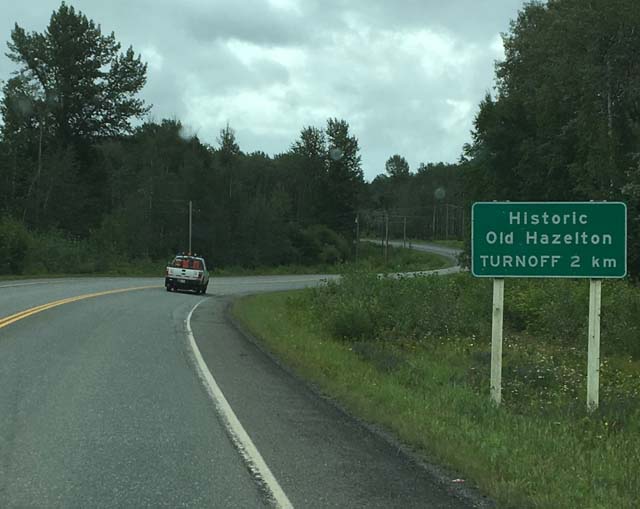 Historic
Old Hazelton
TURNOFF 2 km